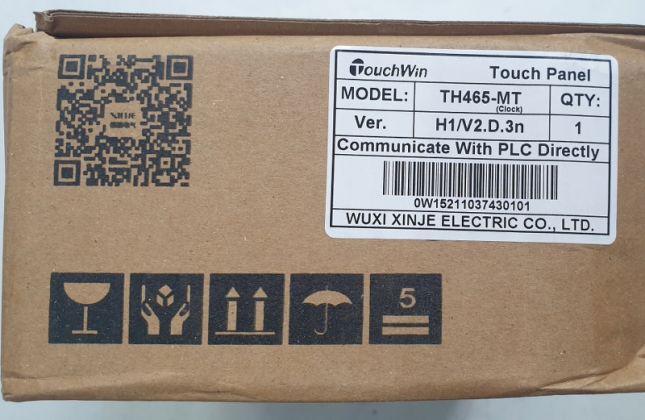 TouchWin Touch Panel
MODEL: TH465-MT (Clock) QTY:
Ver. H1/V2.D.3n 1
Communicate With PLC Directly
0W15211037430101
WUXI XINJE ELECTRIC CO., LTD.
XINJE
5